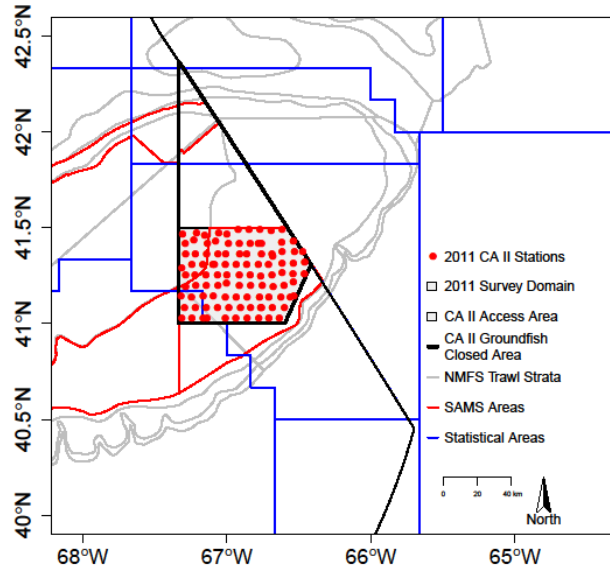 42.5°N
42°N
41.5°N
41°N
40.5°N
40°N
2011 CA II Stations
2011 Survey Domain
CA II Access Area
CA II Groundfish
Closed Area
NMFS Trawl Strata
SAMS Areas
Statistical Areas
0 20 40 km
North
68°W 67°W 66°W 65°W